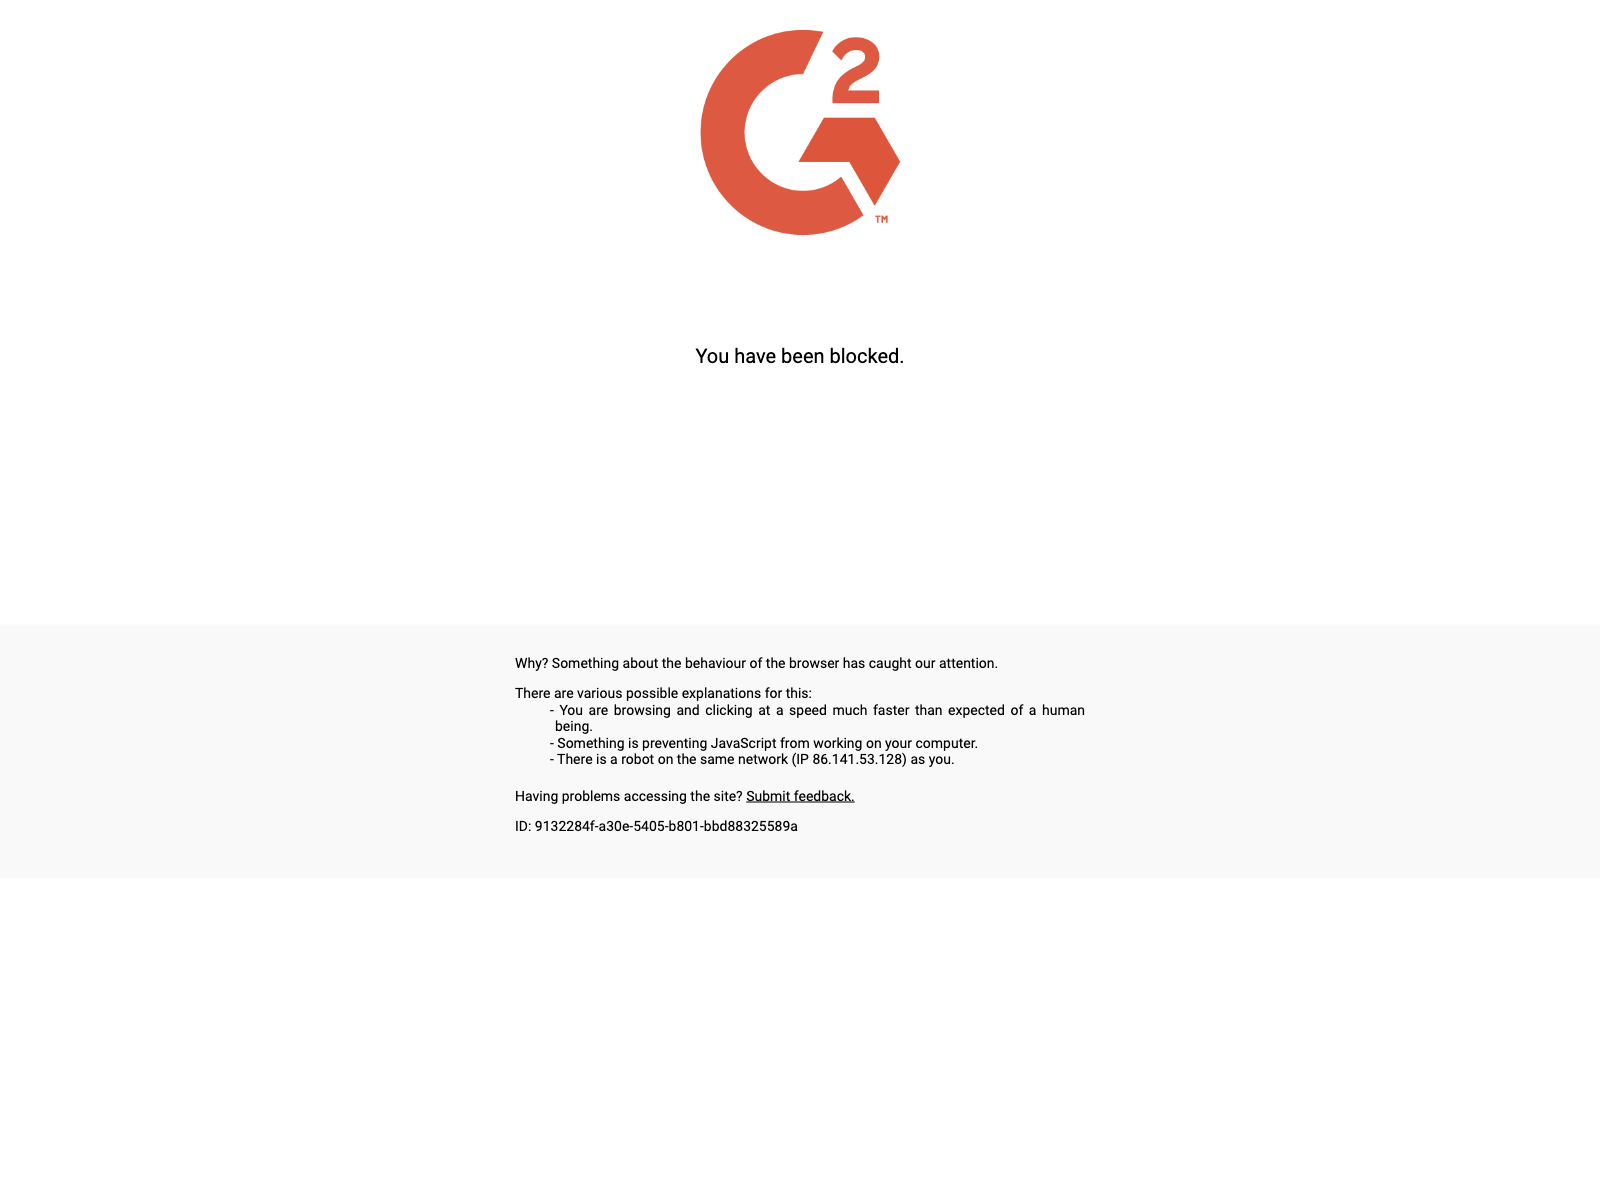 2
™
You have been blocked.
Why? Something about the behaviour of the browser has caught our attention.
There are various possible explanations for this:
- You are browsing and clicking at a speed much faster than expected of a human
being.
- Something is preventing JavaScript from working on your computer.
- There is a robot on the same network (IP 86.141.53.128) as you.
Having problems accessing the site? Submit feedback.
ID: 9132284f-a30e-5405-b801-bbd88325589a